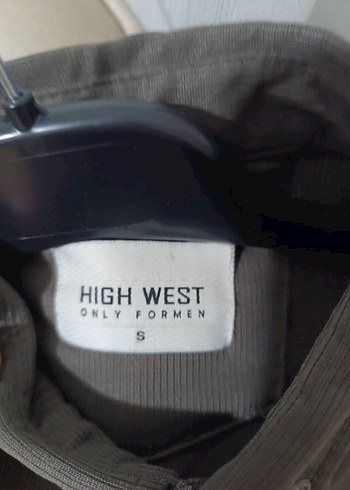 HIGH WEST
ONLY FORMEN
S